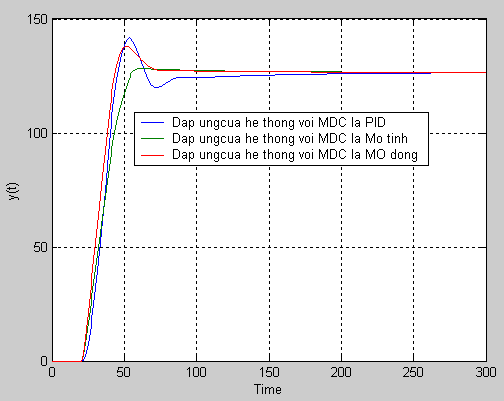 150
100
50
0
y(t)
Dap ungcua he thong voi MDC la PID
Dap ungcua he thong voi MDC la Mo tinh
Dap ungcua he thong voi MDC la MO dong
0 50 100 150 200 250 300
Time